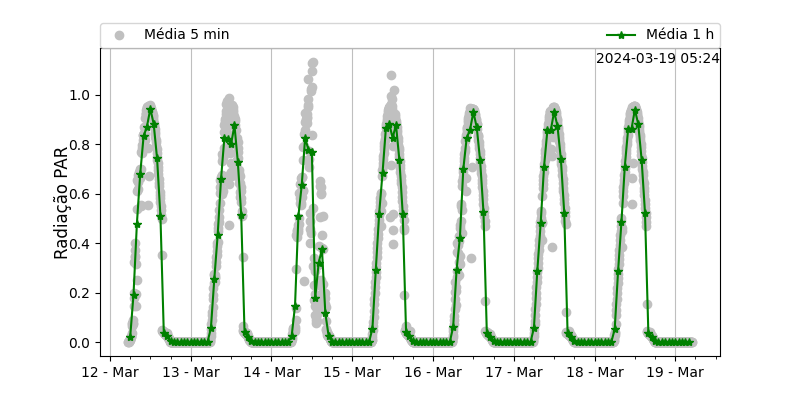 Média 5 min
Média 1 h
2024-03-19 05:24
Radiação PAR
1.0
0.8
0.6
0.4
0.2
0.0
12 - Mar
13 - Mar
14 - Mar
15 - Mar
16 - Mar
17 - Mar
18 - Mar
19 - Mar